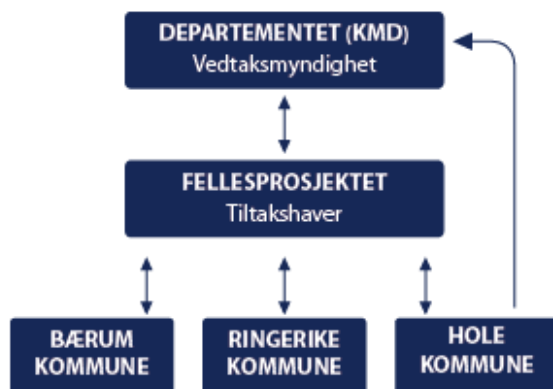 DEPARTEMENTET (KMD)
Vedtaksmyndighet
FELLESPROSJEKTET
Tiltakshaver
BÆRUM
KOMMUNE
RINGERIKE
KOMMUNE
HOLE
KOMMUNE